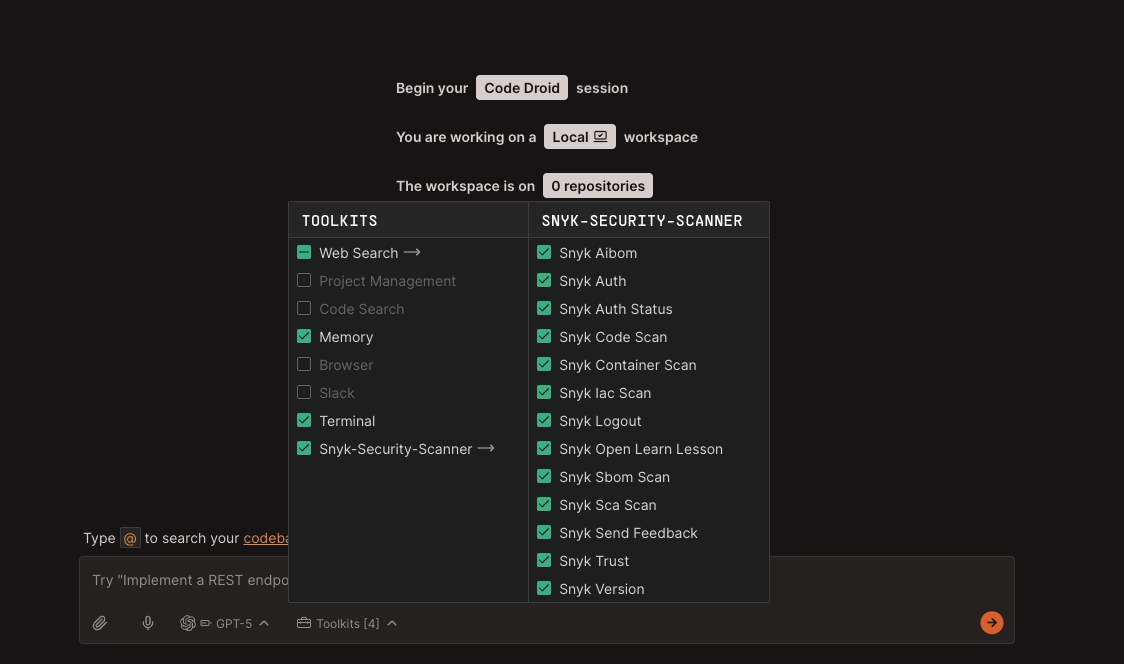 Begin your Code Droid session
You are working on a Local workspace
The workspace is on 0 repositories
TOOLKITS
Web Search
Project Management
Code Search
Memory
Browser
Slack
Terminal
Snyk-Security-Scanner
SNYK-SECURITY-SCANNER
Snyk Aibom
Snyk Auth
Snyk Auth Status
Snyk Code Scan
Snyk Container Scan
Snyk Iac Scan
Snyk Logout
Snyk Open Learn Lesson
Snyk Sbom Scan
Snyk Sca Scan
Snyk Send Feedback
Snyk Trust
Snyk Version
Type @ to search your codeba
Try "Implement a REST endpo
GPT-5 Toolkits [4]